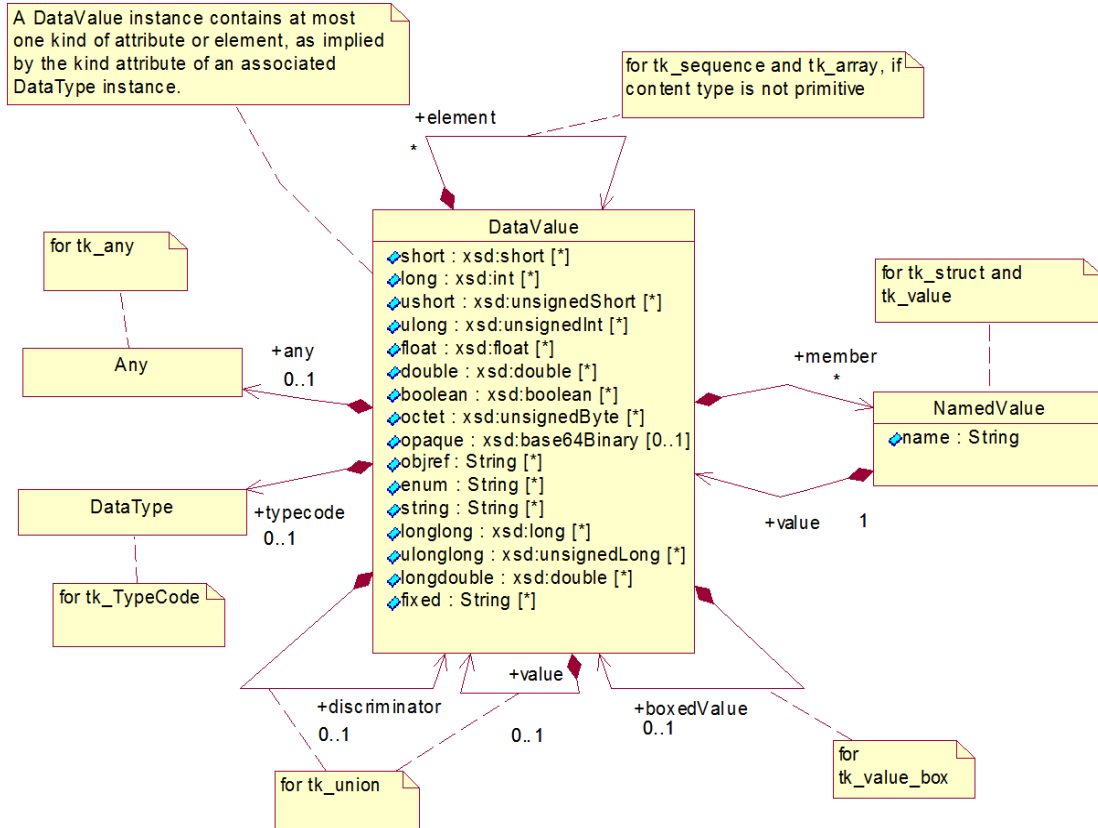 A DataValue instance contains at most
one kind of attribute or element, as implied
by the kind attribute of an associated
DataType instance.
for tk_sequence and tk_array, if
content type is not primitive
+element
*
DataValue
short : xsd:short [*]
long : xsd:int [*]
ushort : xsd:unsignedShort [*]
ulong : xsd:unsignedInt [*]
float : xsd:float [*]
double : xsd:double [*]
boolean : xsd:boolean [*]
octet : xsd:unsignedByte [*]
opaque : xsd:base64Binary [0..1]
objref : String [*]
enum : String [*]
string : String [*]
longlong : xsd:long [*]
ulonglong : xsd:unsignedLong [*]
longdouble : xsd:double [*]
fixed : String [*]
for tk_any
Any
+any
0..1
DataType
+typecode
0..1
for tk_TypeCode
for tk_struct and
tk_value
+member
*
NamedValue
name : String
+value 1
+discriminator
0..1
+value
0..1
+boxedValue
0..1
for tk_union
for
tk_value_box